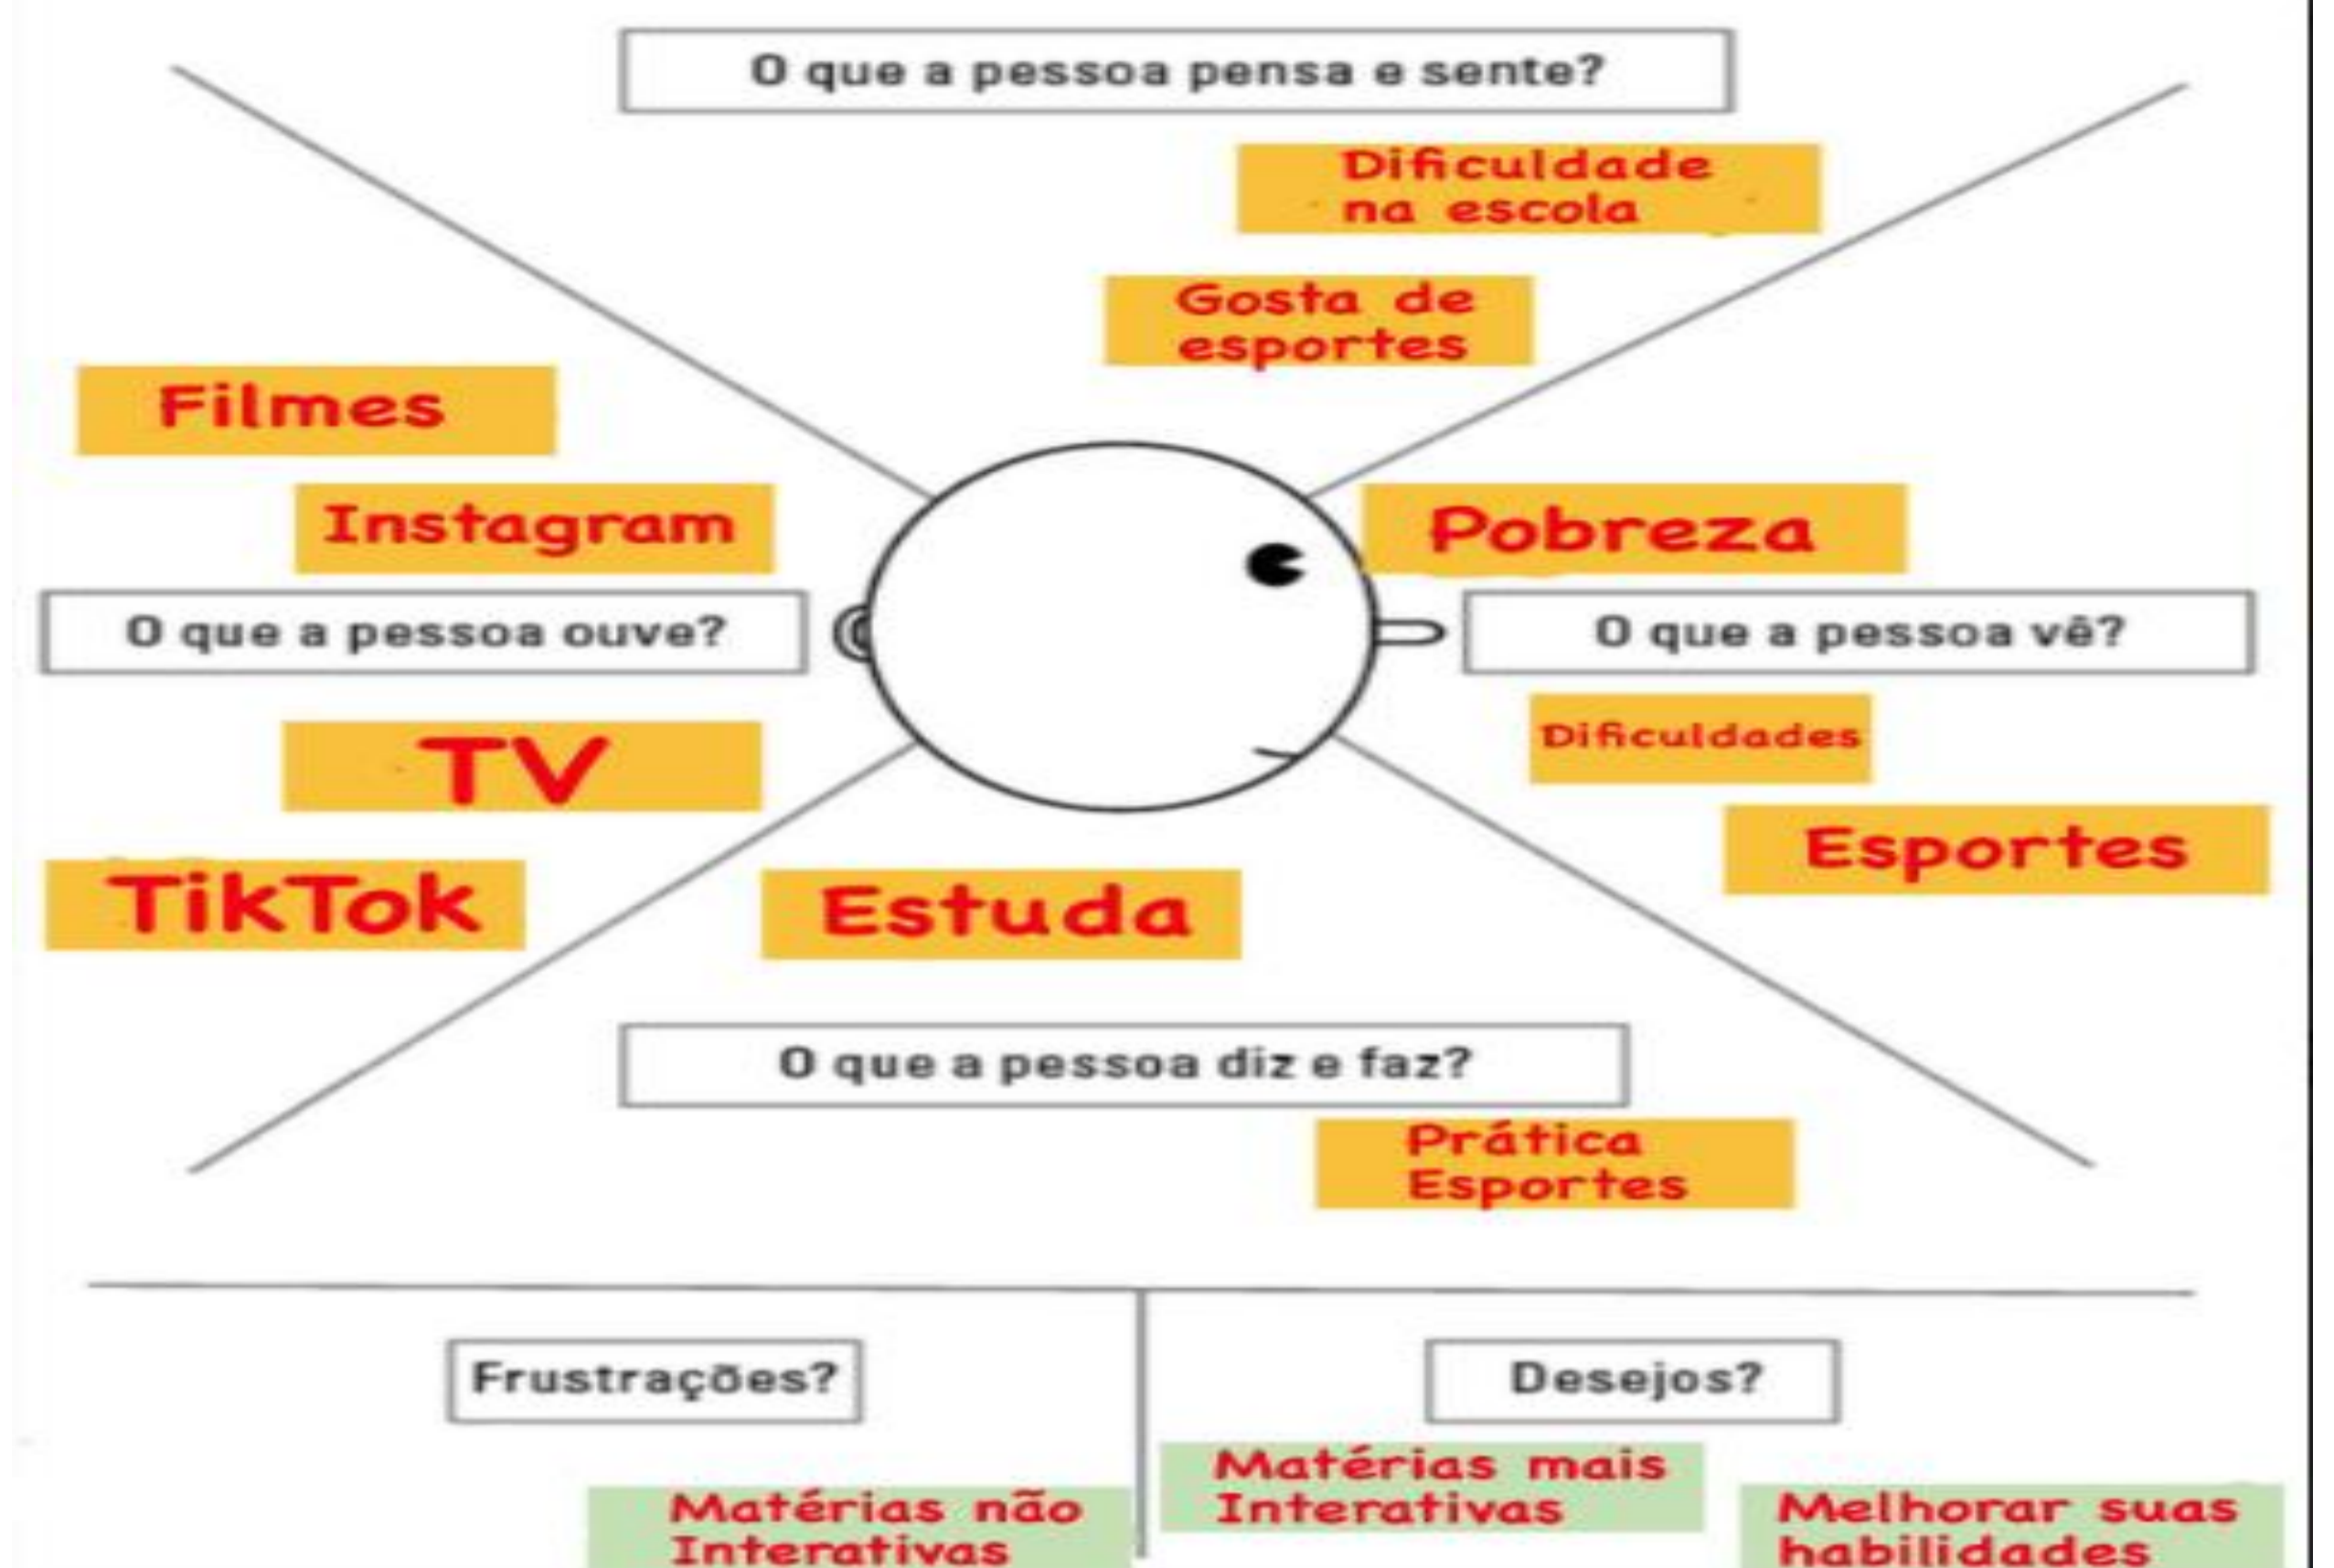 O que a pessoa pensa e sente?
Dificuldade
na escola
Gosta de
esportes
Filmes
Instagram
O que a pessoa ouve?
TV
TikTok
Pobreza
O que a pessoa vê?
Dificuldades
Esportes
Estuda
O que a pessoa diz e faz?
Prática
Esportes
Frustrações?
Matérias não
Interativas
Desejos?
Matérias mais
Interativas
Melhorar suas
habilidades